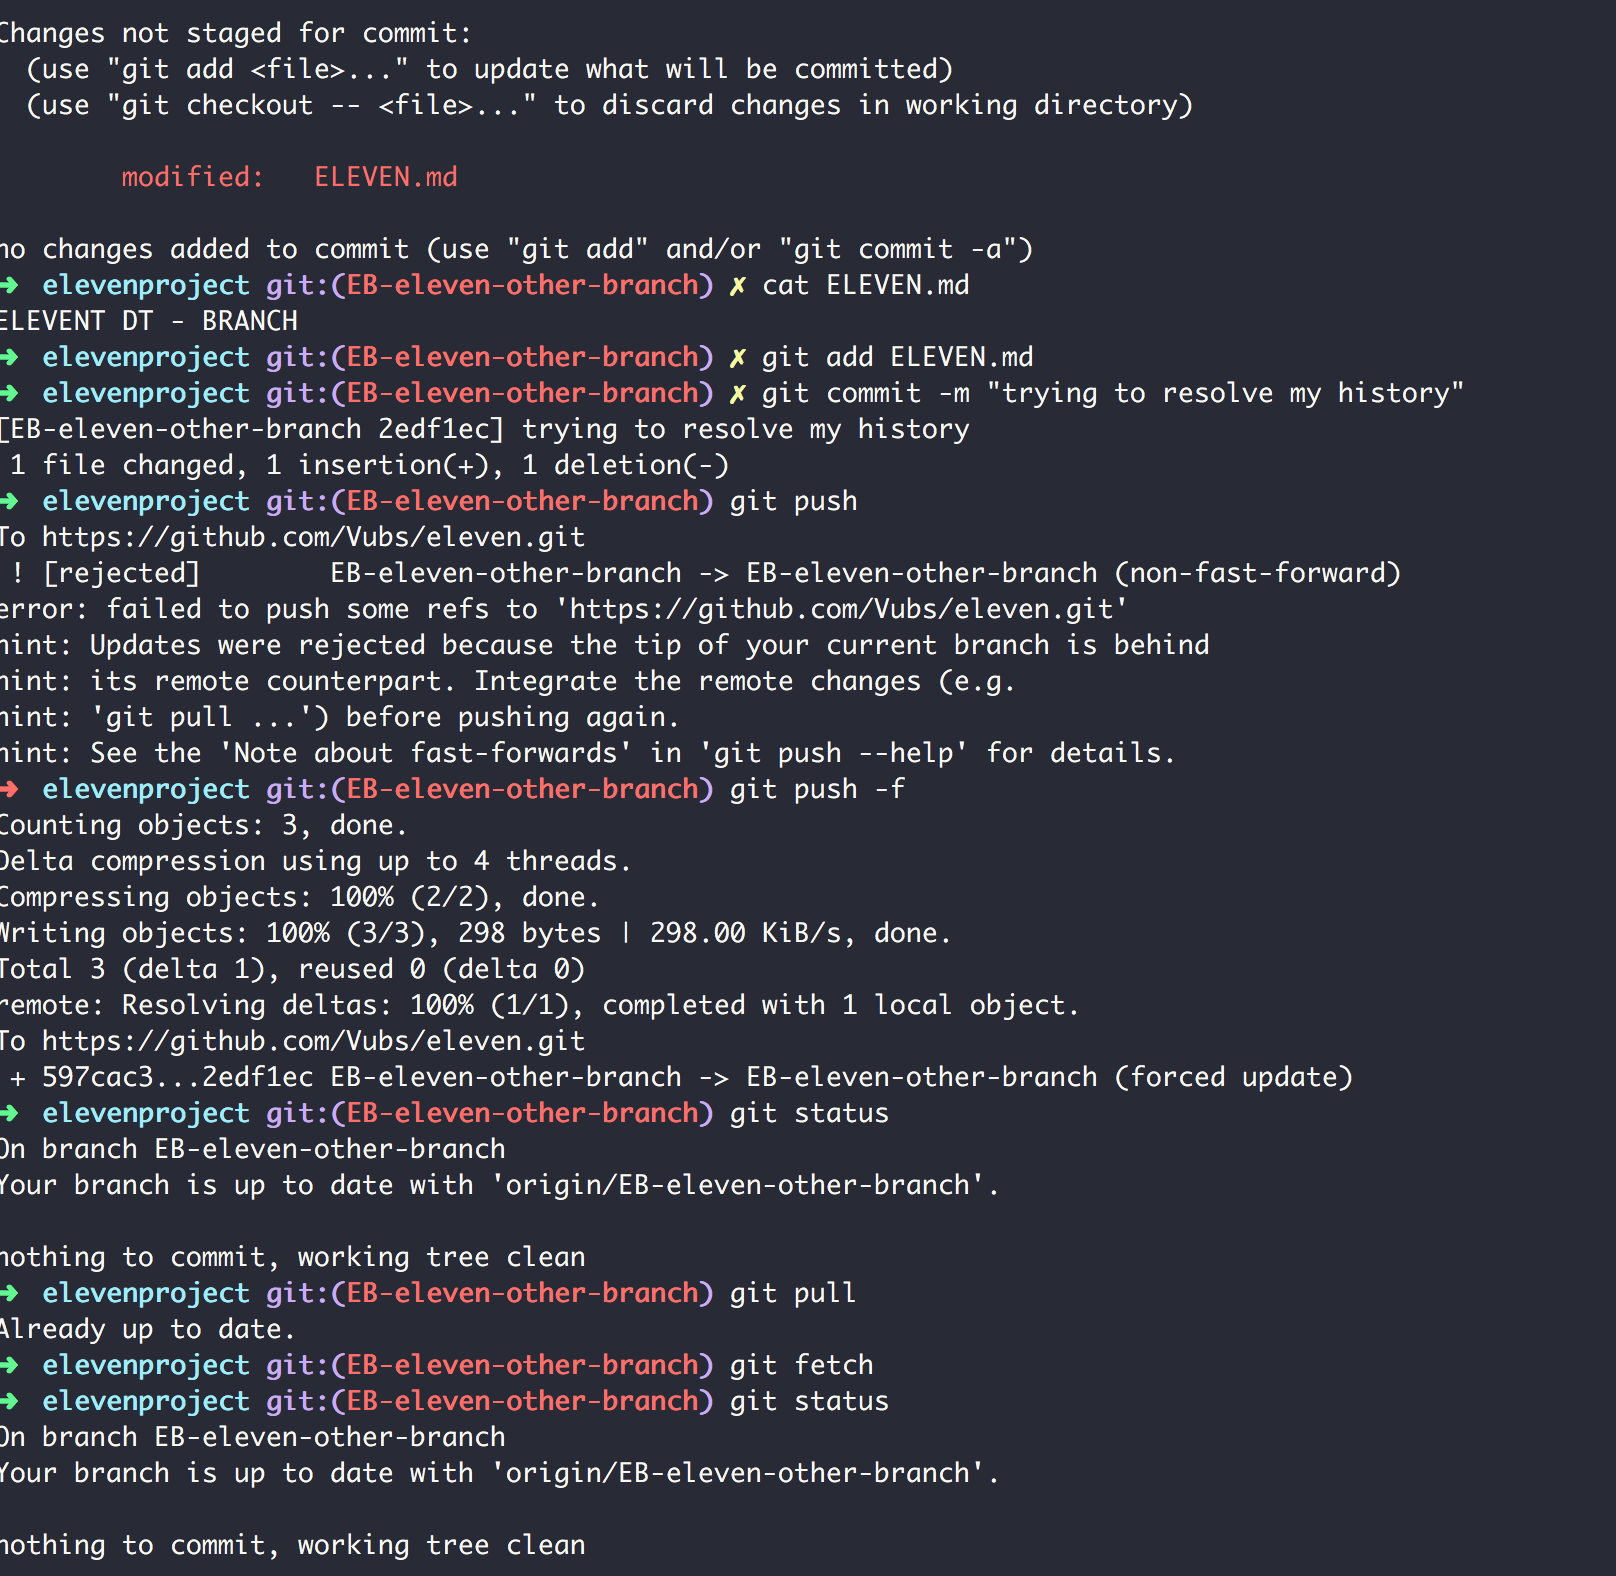 Changes not staged for commit:
  (use "git add <file>..." to update what will be committed)
  (use "git checkout -- <file>..." to discard changes in working directory)

        modified:   ELEVEN.md

no changes added to commit (use "git add" and/or "git commit -a")
➜  elevenproject git:(EB-eleven-other-branch) ✗ cat ELEVEN.md
ELEVENT DT - BRANCH
➜  elevenproject git:(EB-eleven-other-branch) ✗ git add ELEVEN.md
➜  elevenproject git:(EB-eleven-other-branch) ✗ git commit -m "trying to resolve my history"
[EB-eleven-other-branch 2edf1ec] trying to resolve my history
 1 file changed, 1 insertion(+), 1 deletion(-)
➜  elevenproject git:(EB-eleven-other-branch) git push
To https://github.com/Vubs/eleven.git
 ! [rejected]        EB-eleven-other-branch -> EB-eleven-other-branch (non-fast-forward)
error: failed to push some refs to 'https://github.com/Vubs/eleven.git'
hint: Updates were rejected because the tip of your current branch is behind
hint: its remote counterpart. Integrate the remote changes (e.g.
hint: 'git pull ...') before pushing again.
hint: See the 'Note about fast-forwards' in 'git push --help' for details.
➜  elevenproject git:(EB-eleven-other-branch) git push -f
Counting objects: 3, done.
Delta compression using up to 4 threads.
Compressing objects: 100% (2/2), done.
Writing objects: 100% (3/3), 298 bytes | 298.00 KiB/s, done.
Total 3 (delta 1), reused 0 (delta 0)
remote: Resolving deltas: 100% (1/1), completed with 1 local object.
To https://github.com/Vubs/eleven.git
 + 597cac3...2edf1ec EB-eleven-other-branch -> EB-eleven-other-branch (forced update)
➜  elevenproject git:(EB-eleven-other-branch) git status
On branch EB-eleven-other-branch
Your branch is up to date with 'origin/EB-eleven-other-branch'.

nothing to commit, working tree clean
➜  elevenproject git:(EB-eleven-other-branch) git pull
Already up to date.
➜  elevenproject git:(EB-eleven-other-branch) git fetch
➜  elevenproject git:(EB-eleven-other-branch) git status
On branch EB-eleven-other-branch
Your branch is up to date with 'origin/EB-eleven-other-branch'.

nothing to commit, working tree clean